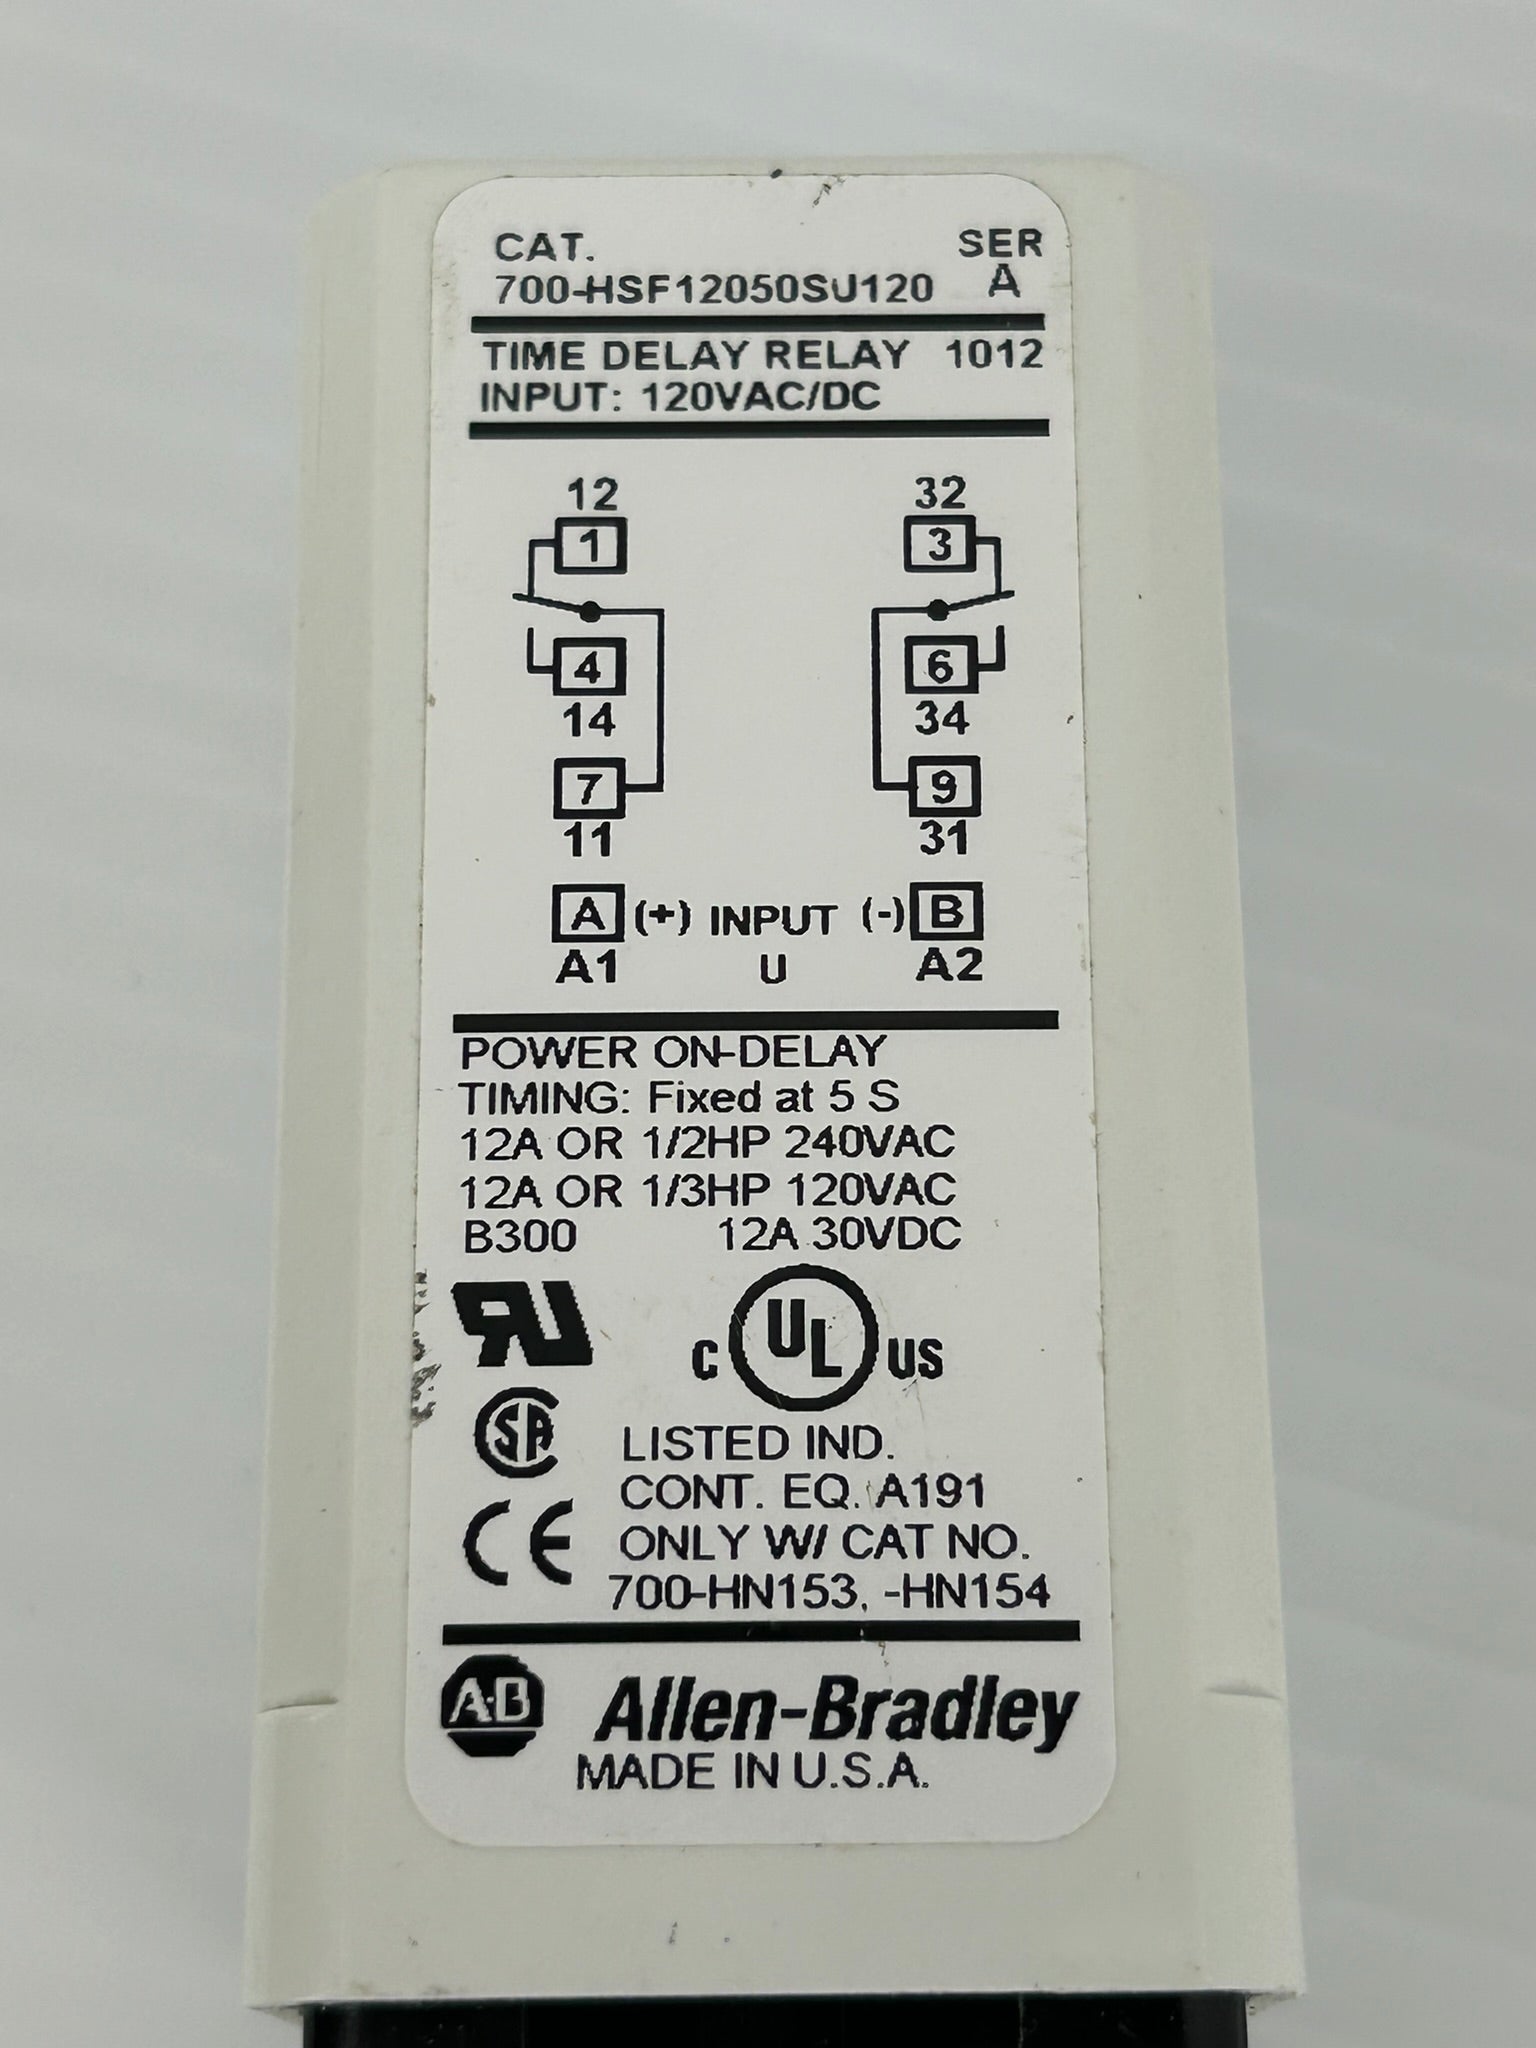 CAT. SER
700-HSF12050SU120 A
TIME DELAY RELAY 1012
INPUT: 120VAC/DC
12 32
1 3
4 6
14 34
7 9
11 31
A (+) INPUT (-) B
A1 U A2
POWER ON-DELAY
TIMING: Fixed at 5 S
12A OR 1/2HP 240VAC
12A OR 1/3HP 120VAC
B300 12A 30VDC
RU C UL US
SA LISTED IND.
CONT. EQ. A191
CE ONLY W/ CAT NO.
700-HN153, -HN154
A-B Allen-Bradley
MADE IN U.S.A.